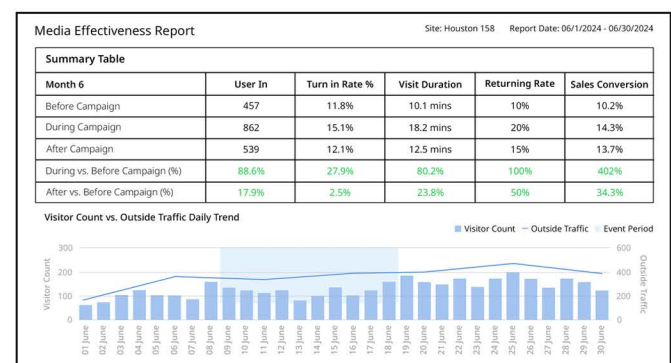 Media Effectiveness Report Site: Houston 158 Report Date: 06/1/2024 - 06/30/2024
Summary Table
Month 6 User In Turn in Rate % Visit Duration Returning Rate Sales Conversion
Before Campaign 457 11.8% 10.1 mins 10% 10.2%
During Campaign 862 15.1% 18.2 mins 20% 14.3%
After Campaign 539 12.1% 12.5 mins 15% 13.7%
During vs. Before Campaign (%) 88.6% 27.9% 80.2% 100% 402%
After vs. Before Campaign (%) 17.9% 2.5% 23.8% 50% 34.3%
Visitor Count vs. Outside Traffic Daily Trend
Visitor Count Outside Traffic Event Period
300 600
200 400
100 200
0 0
Visitor Count
Outside Traffic
01 June 02 June 03 June 04 June 05 June 06 June 07 June 08 June 09 June 10 June 11 June 12 June 13 June 14 June 15 June 16 June 17 June 18 June 19 June 20 June 21 June 22 June 23 June 24 June 25 June 26 June 27 June 28 June 29 June 30 June